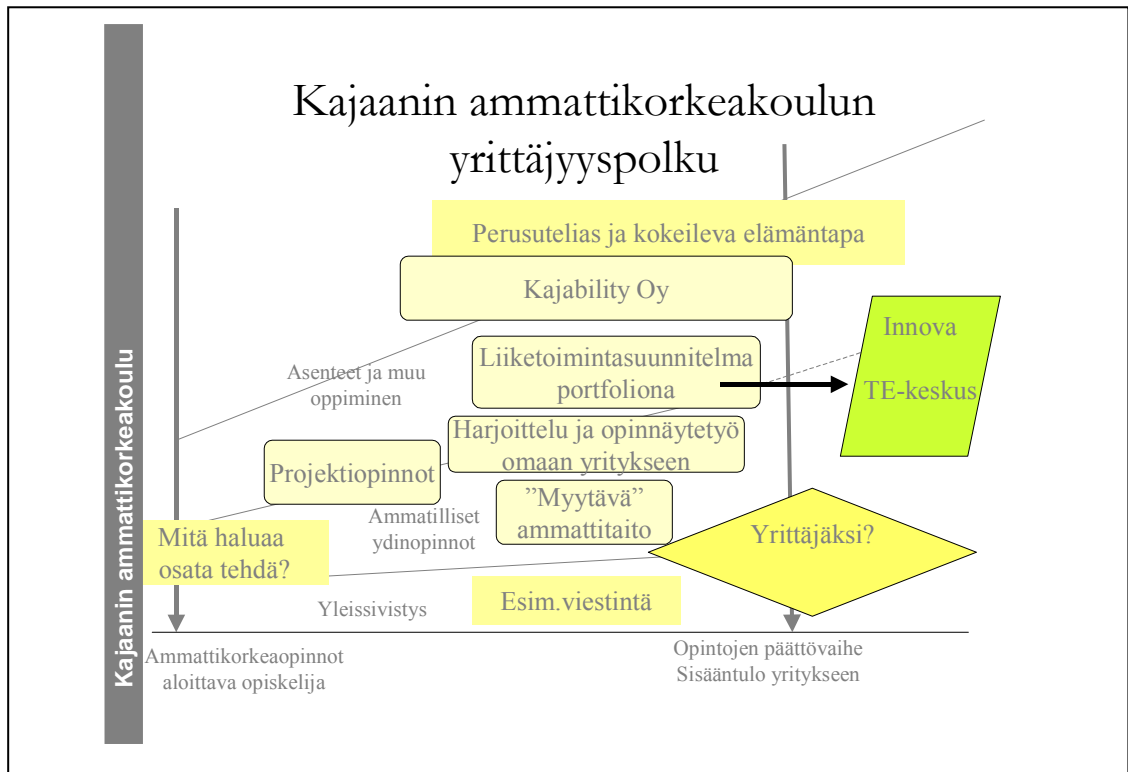 Kajaanin ammattikorkeakoulu
Kajaanin ammattikorkeakoulun
yrittäjyyspolku
Perusutelias ja kokeileva elämäntapa
Kajability Oy
Innova
TE-keskus
Liiketoimintasuunnitelma
portfoliona
Asenteet ja muu
oppiminen
Harjoittelu ja opinnäytetyö
omaan yritykseen
Projektiopinnot
”Myytävä”
ammattitaito
Ammatilliset
ydinopinnot
Mitä haluaa
osata tehdä?
Yrittäjäksi?
Yleissivistys
Esim.viestintä
Ammattikorkeaopinnot
aloittava opiskelija
Opintojen päättövaihe
Sisääntulo yritykseen